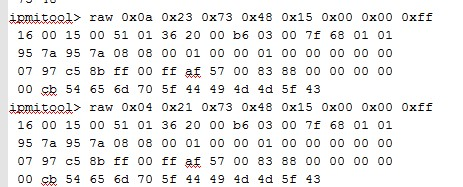 ipmitool> raw 0x0a 0x23 0x73 0x48 0x15 0x00 0x00 0xff
16 00 15 00 51 01 36 20 00 b6 03 00 7f 68 01 01
95 7a 95 7a 08 08 00 01 00 00 01 00 00 00 00 00
07 97 c5 8b ff 00 ff af 57 00 83 88 00 00 00 00
00 cb 54 65 6d 70 5f 44 49 4d 4d 5f 43
ipmitool> raw 0x04 0x21 0x73 0x48 0x15 0x00 0x00 0xff
16 00 15 00 51 01 36 20 00 b6 03 00 7f 68 01 01
95 7a 95 7a 08 08 00 01 00 00 01 00 00 00 00 00
07 97 c5 8b ff 00 ff af 57 00 83 88 00 00 00 00
00 cb 54 65 6d 70 5f 44 49 4d 4d 5f 43